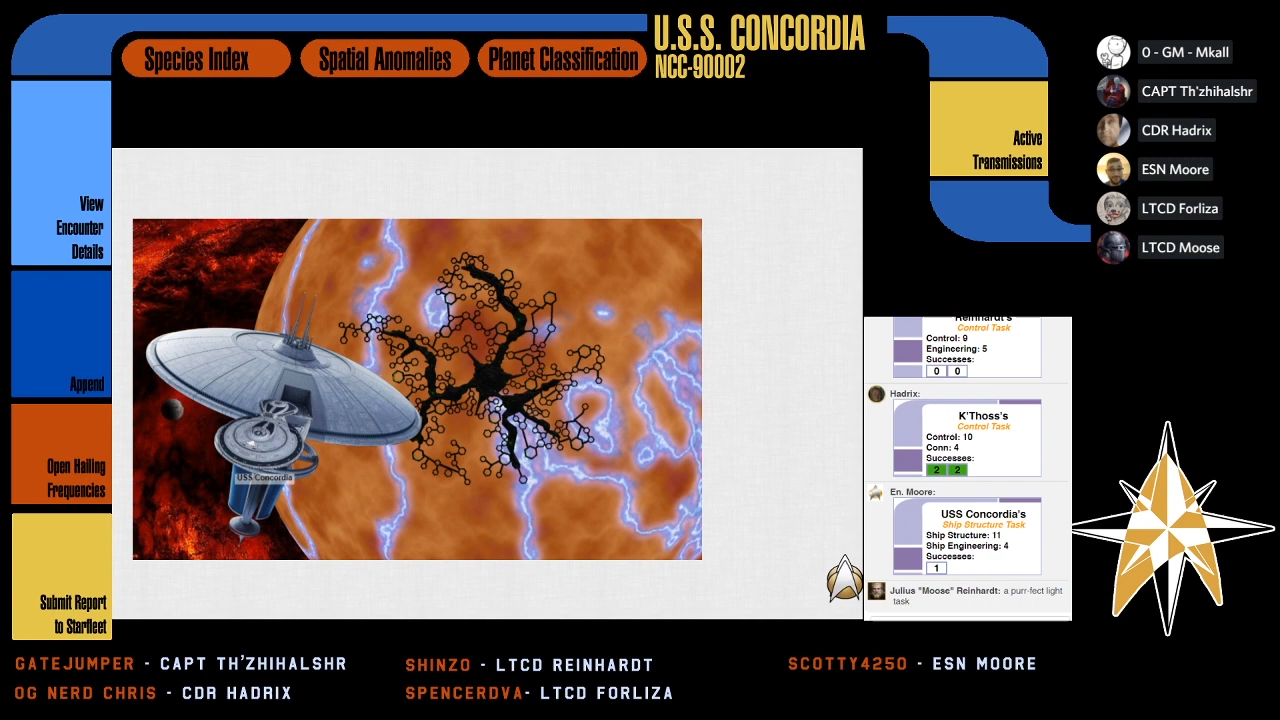 Species Index
Spatial Anomalies
Planet Classification
U.S.S. CONCORDIA
NCC-90002
View
Encounter
Details
Append
Open Hailing
Frequencies
Submit Report
to Starfleet
Active
Transmissions
0 - GM - Mkall
CAPT Th'zhihalshr
CDR Hadrix
ESN Moore
LTCD Forliza
LTCD Moose
USS Concordia
Reinhardt's
Control Task
Control: 9
Engineering: 5
Successes:
0 0
Hadrix:
K'Thoss's
Control Task
Control: 10
Conn: 4
Successes:
2 2
En. Moore:
USS Concordia's
Ship Structure Task
Ship Structure: 11
Ship Engineering: 4
Successes:
1
Julius "Moose" Reinhardt: a purr-fect light
task
GATEJUMPER - CAPT TH'ZHIHALSHR
OG NERD CHRIS - CDR HADRIX
SHINZO - LTCD REINHARDT
SPENCERDVA- LTCD FORLIZA
SCOTTY4250 - ESN MOORE